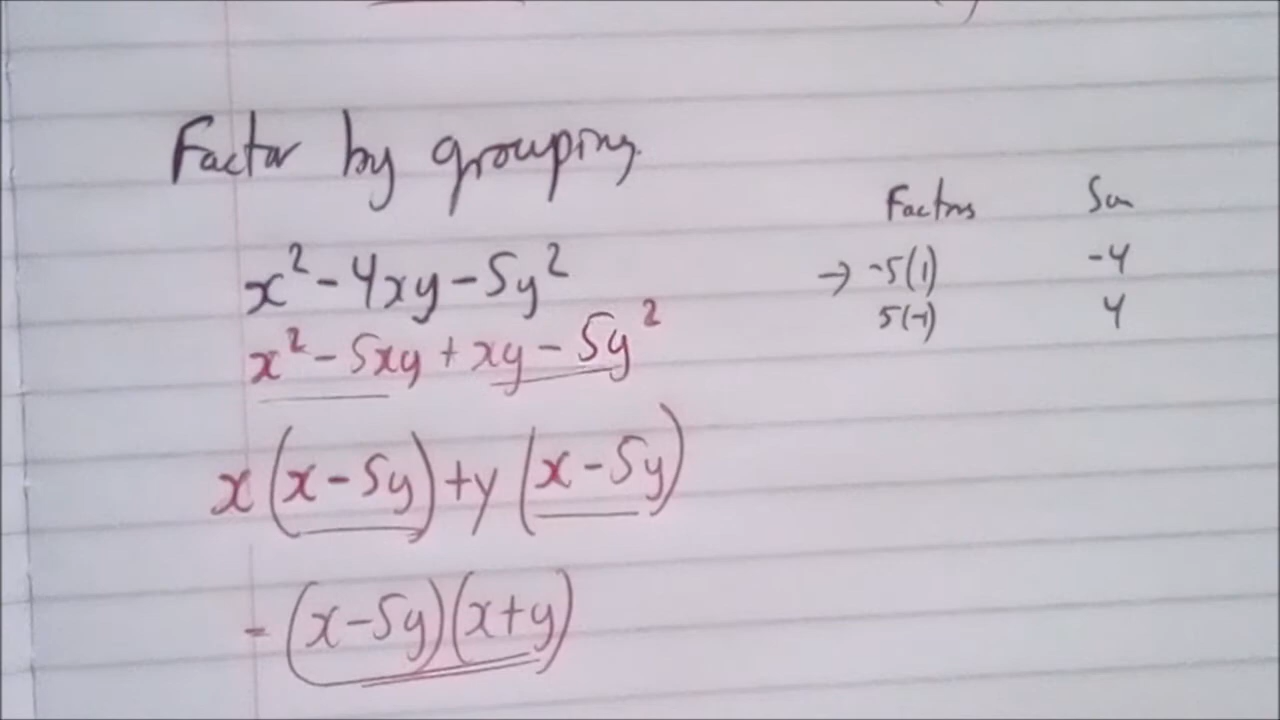 Factor by grouping.
Factors Sum
x² - 4xy - 5y²
→ -5(1) -4
5(-1) 4
x² - 5xy + xy - 5y²
x(x - 5y) + y(x - 5y)
= (x - 5y)(x + y)